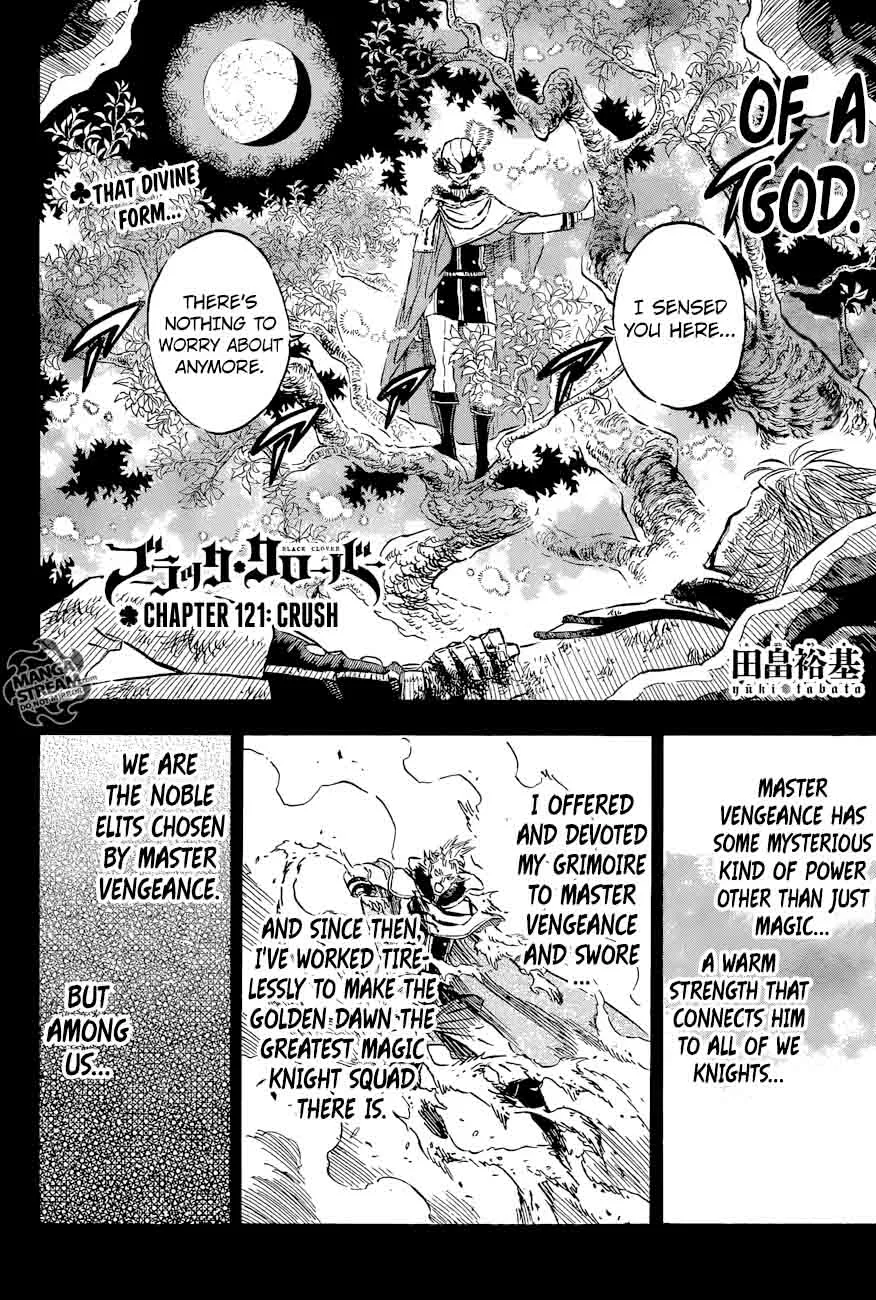 OF A
GOD.
I SENSED
YOU HERE...
THERE'S
NOTHING TO
WORRY ABOUT
ANYMORE.
♣THAT DIVINE
FORM...
ブラック・クローバー
BLACK CLOVER
CHAPTER 121: CRUSH
田畠裕基
yūki tabata
MANGA
STREAM
MASTER
VENGEANCE HAS
SOME MYSTERIOUS
KIND OF POWER
OTHER THAN JUST
MAGIC...
A WARM
STRENGTH THAT
CONNECTS HIM
TO ALL OF WE
KNIGHTS...
I OFFERED
AND DEVOTED
MY GRIMOIRE
TO MASTER
VENGEANCE
AND SWORE
...
AND SINCE THEN,
I'VE WORKED TIRE-
LESSLY TO MAKE THE
GOLDEN DAWN THE
GREATEST MAGIC
KNIGHT SQUAD
THERE IS.
WE ARE
THE NOBLE
ELITS CHOSEN
BY MASTER
VENGEANCE.
BUT
AMONG
US...